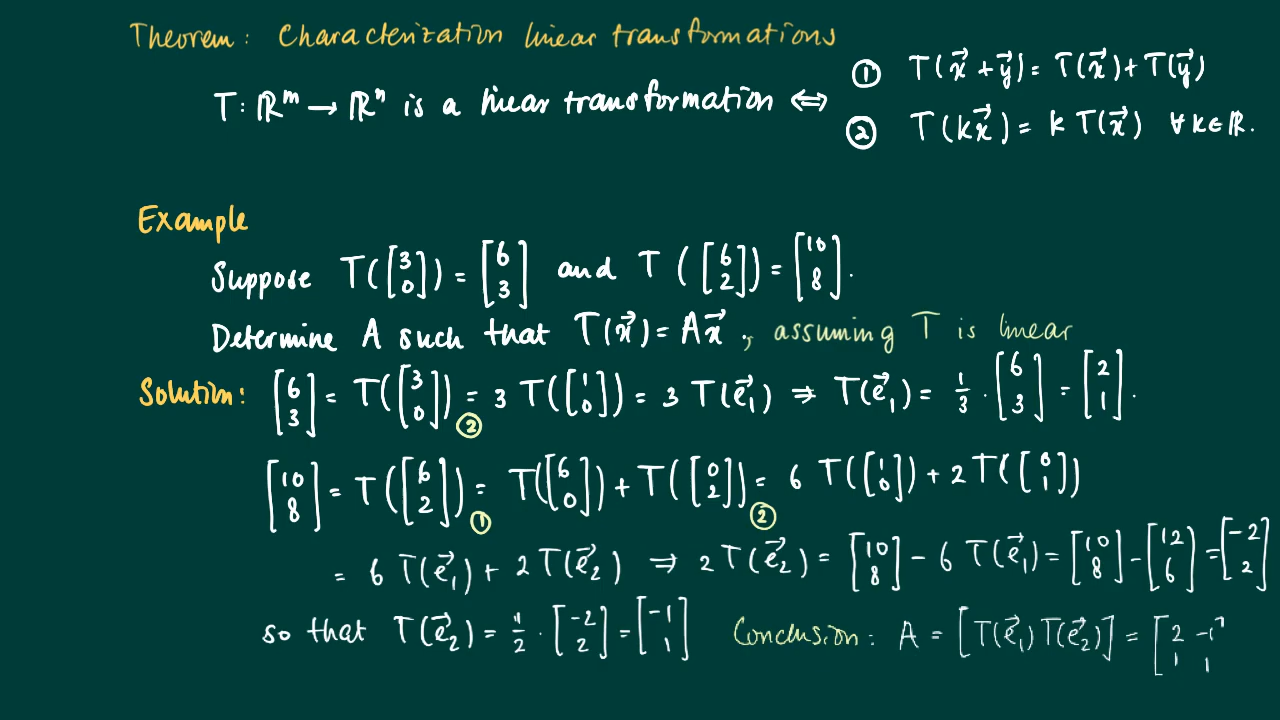 Theorem: Characterization linear transformations
T: ℝᵐ → ℝⁿ is a linear transformation ⇔ ① T(x⃗ + y⃗) = T(x⃗) + T(y⃗)
② T(kx⃗) = k T(x⃗) ∀ k ∈ ℝ.
Example
Suppose T([3 0]) = [6 3] and T([6 2]) = [10 8].
Determine A such that T(x⃗) = Ax⃗, assuming T is linear
Solution: [6 3] = T([3 0]) =② 3 T([1 0]) = 3 T(e⃗₁) ⇒ T(e⃗₁) = 1/3 · [6 3] = [2 1].
[10 8] = T([6 2]) =① T([6 0]) + T([0 2]) =② 6 T([1 0]) + 2 T([0 1])
= 6 T(e⃗₁) + 2 T(e⃗₂) ⇒ 2 T(e⃗₂) = [10 8] - 6 T(e⃗₁) = [10 8] - [12 6] = [-2 2]
so that T(e⃗₂) = 1/2 · [-2 2] = [-1 1] Conclusion: A = [T(e⃗₁) T(e⃗₂)] = [2 -1 1 1